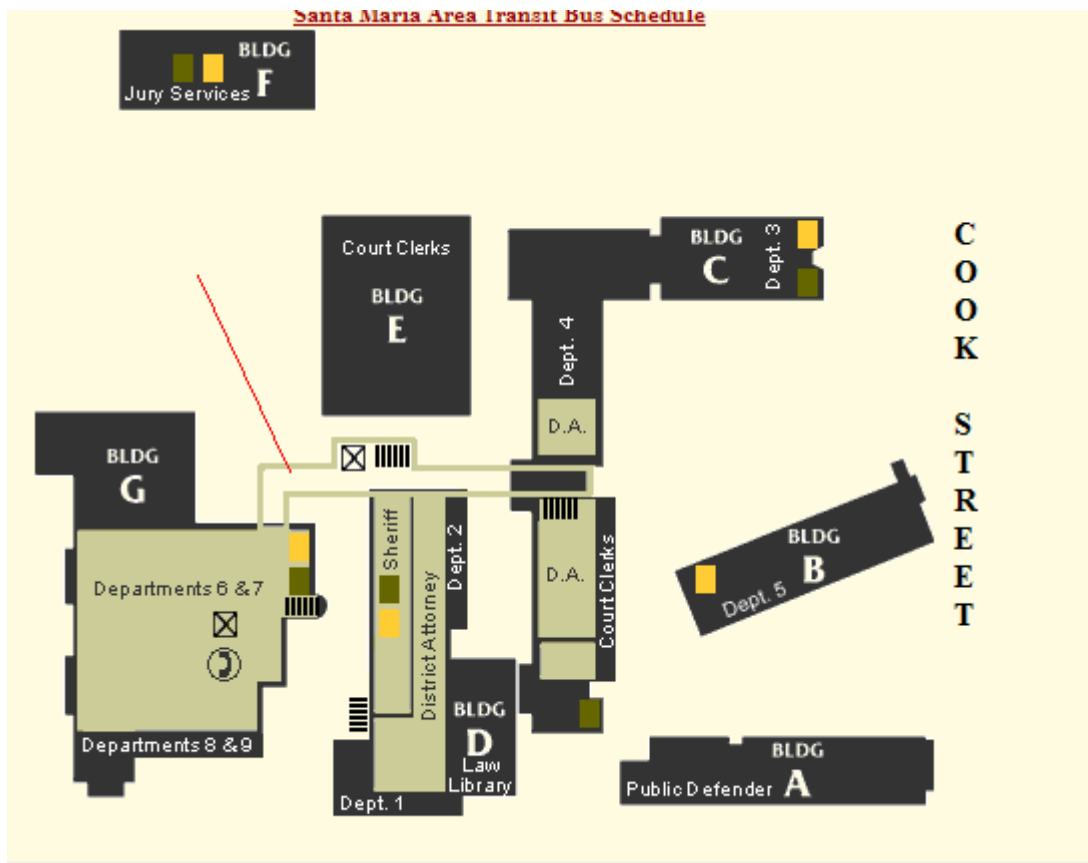 Santa Maria Area Transit Bus Schedule
BLDG
F
Jury Services
Court Clerks
BLDG
E
BLDG
C
Dept. 3
Dept. 4
D.A.
COOK STREET
BLDG
G
Departments 6 & 7
Departments 8 & 9
Sheriff
District Attorney
Dept. 2
Dept. 1
BLDG
D
Law
Library
D.A.
Court Clerks
BLDG
B
Dept. 5
BLDG
A
Public Defender